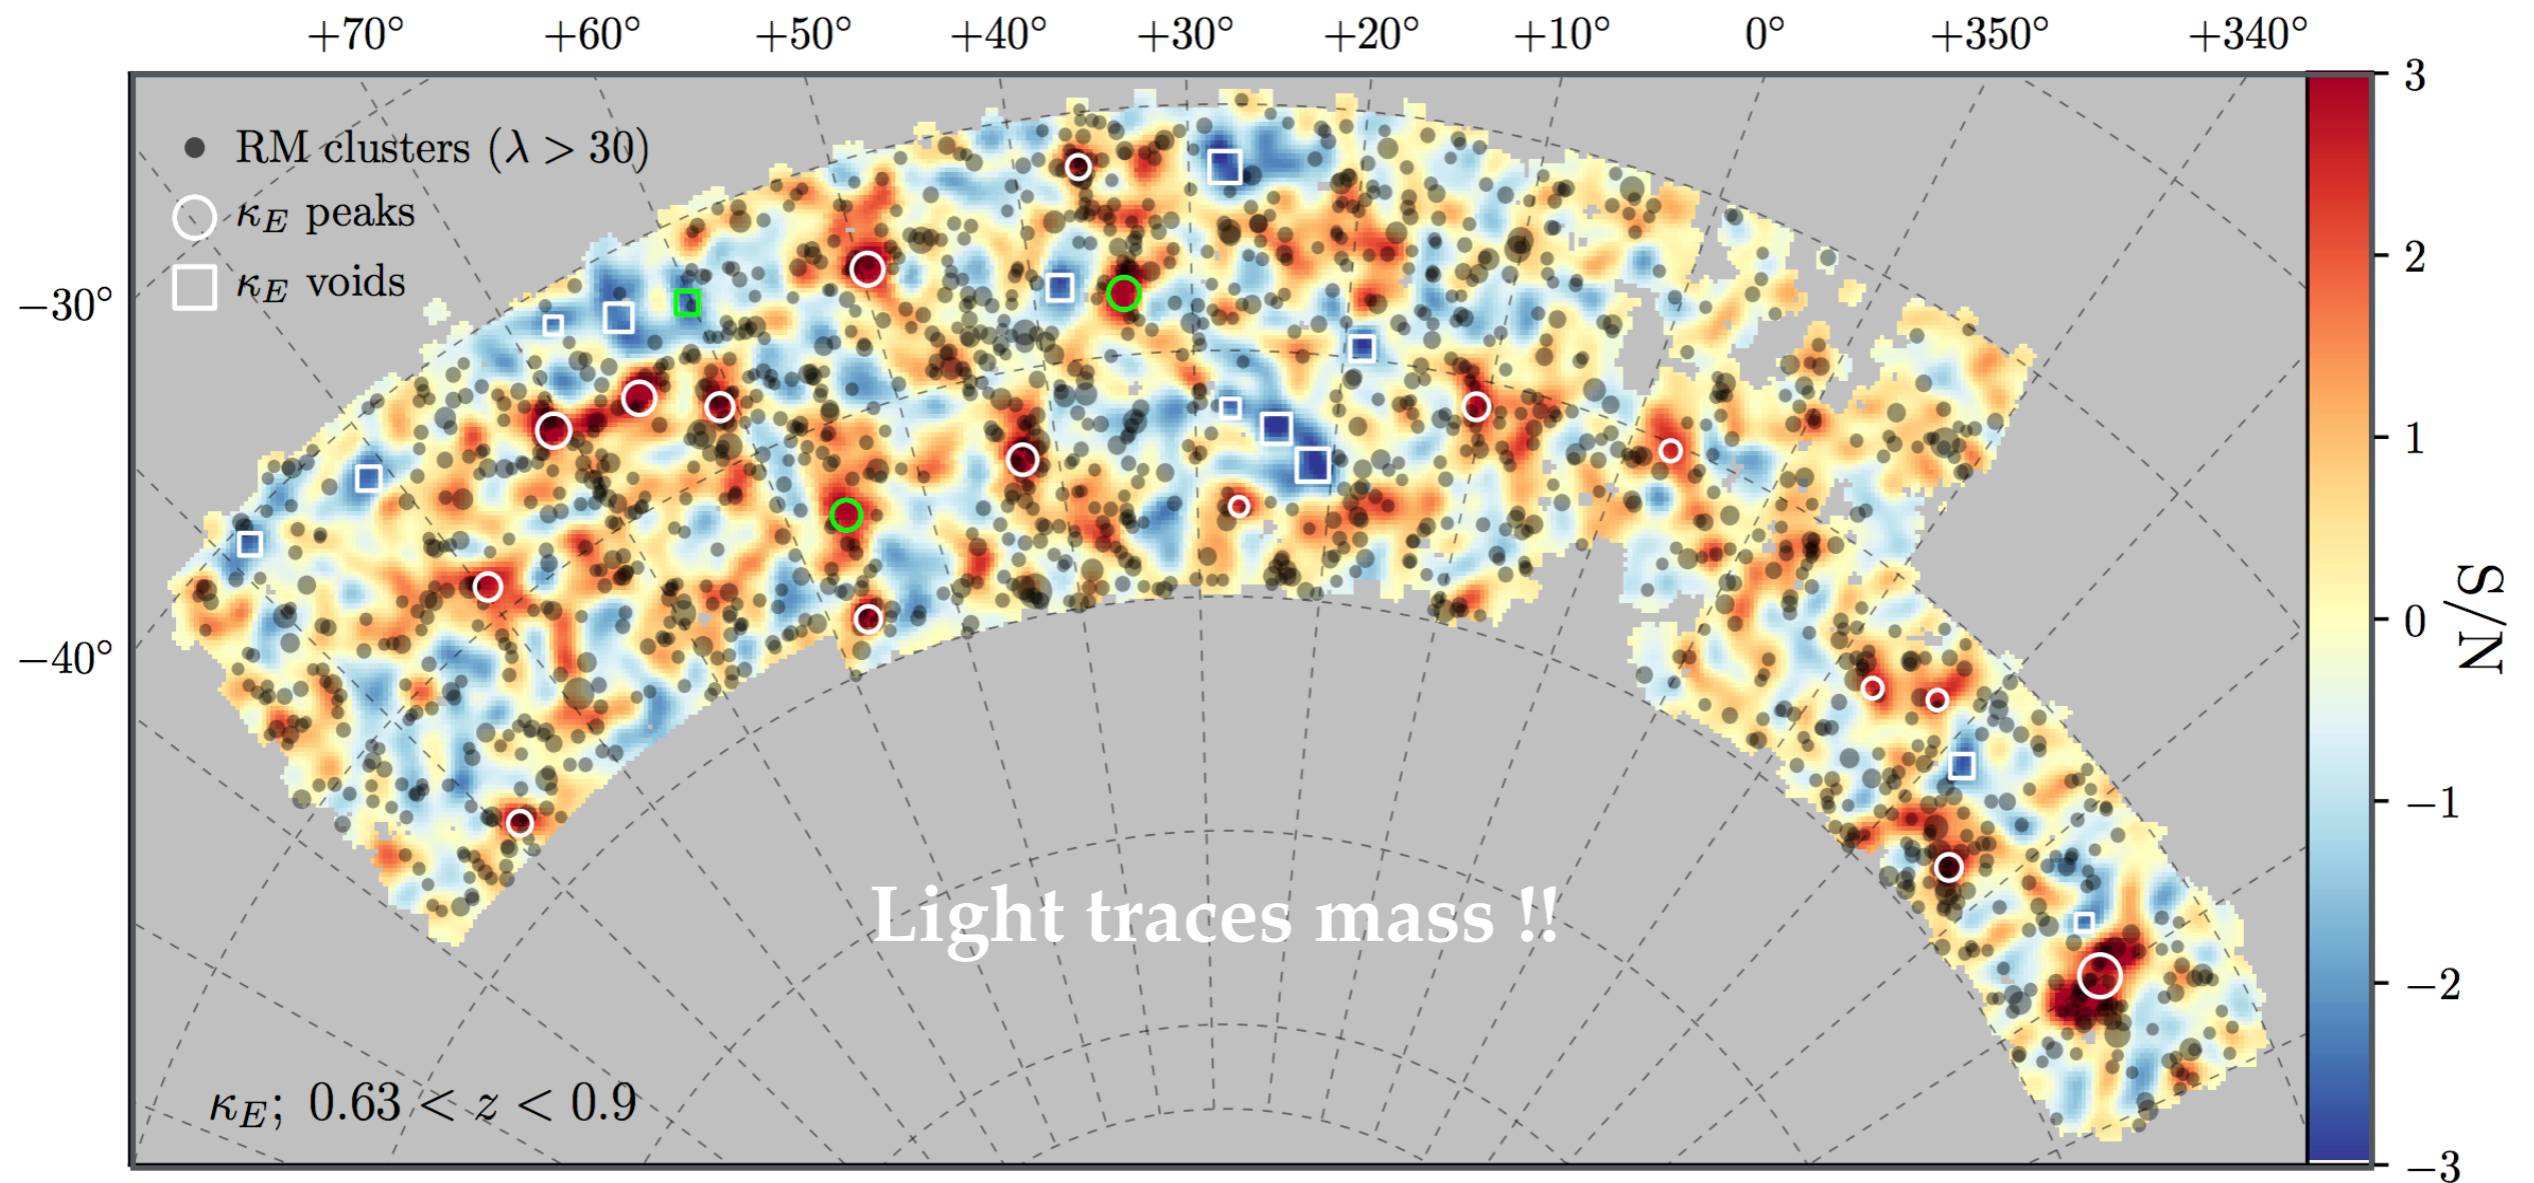 +70° +60° +50° +40° +30° +20° +10° 0° +350° +340°
RM clusters (λ > 30)
κ_E peaks
κ_E voids
−30°
−40°
Light traces mass !!
κ_E; 0.63 < z < 0.9
3
2
1
0
−1
−2
−3
S/N